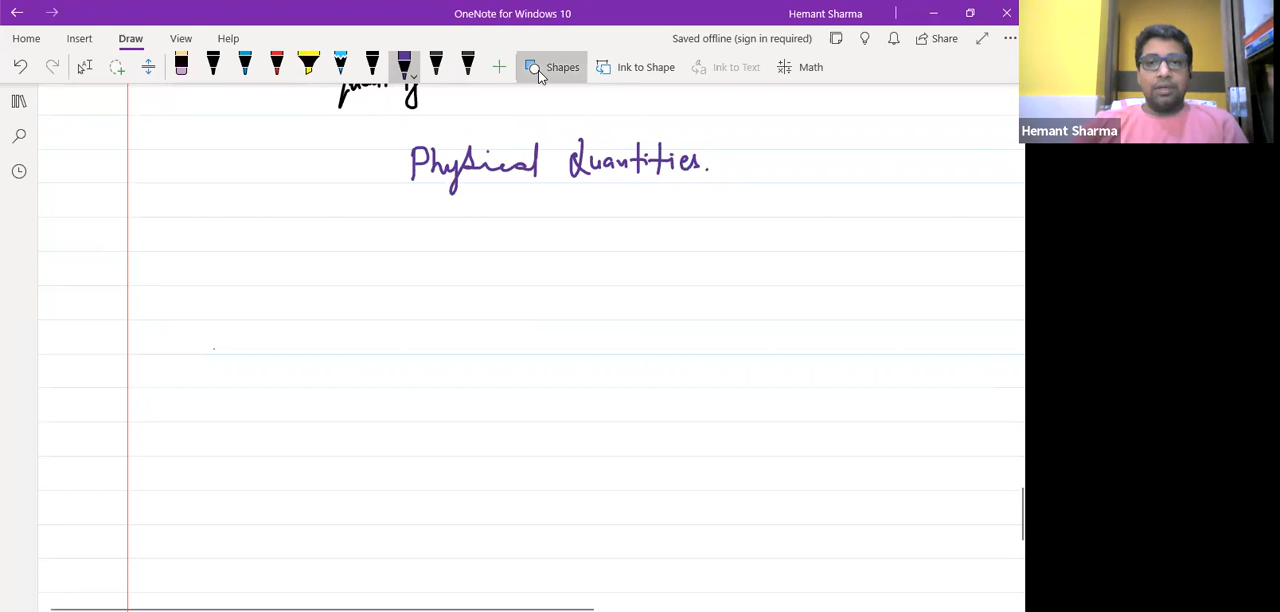 OneNote for Windows 10
Hemant Sharma
Home Insert Draw View Help
Saved offline (sign in required)
Share
Shapes
Ink to Shape
Ink to Text
Math
Hemant Sharma
Physical Quantities.